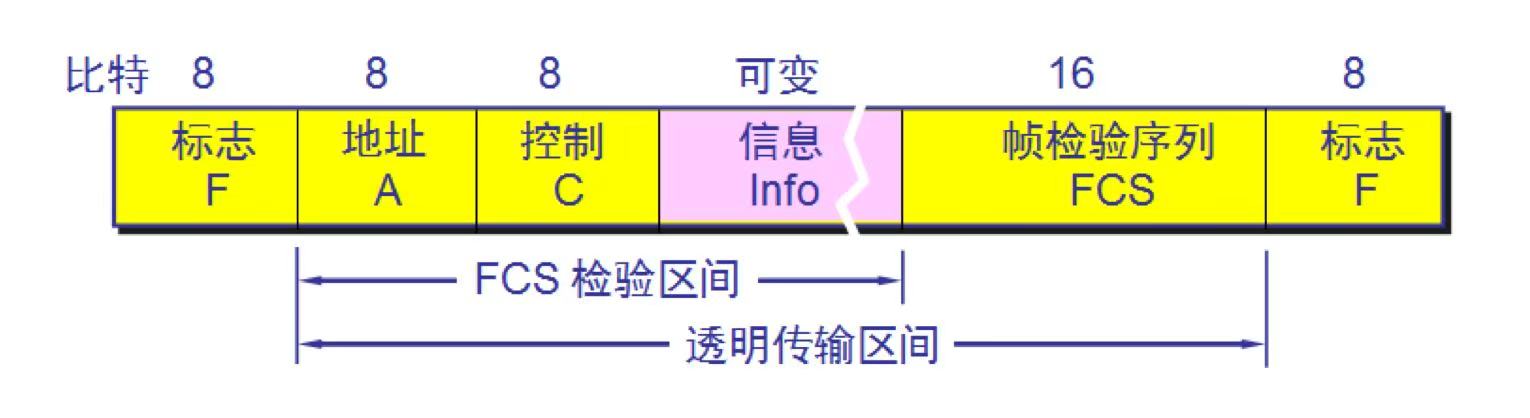 比特 8 8 8 可变 16 8
标志 地址 控制 信息 帧检验序列 标志
F A C Info FCS F
FCS 检验区间
透明传输区间